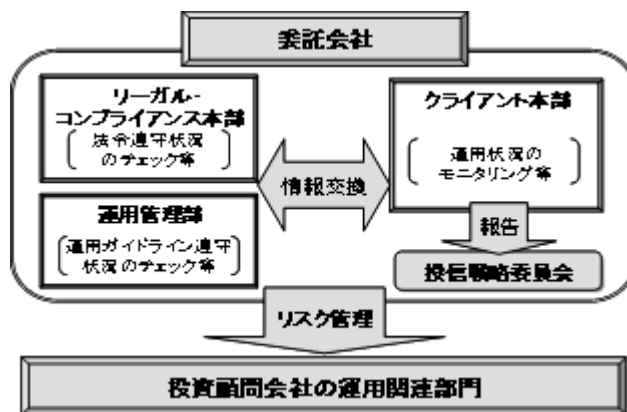 委託会社
リーガル・
コンプライアンス本部
法令遵守状況
のチェック等
クライアント本部
運用状況の
モニタリング等
情報交換
運用管理部
運用ガイドライン遵守
状況のチェック等
報告
投信戦略委員会
リスク管理
投資顧問会社の運用関連部門